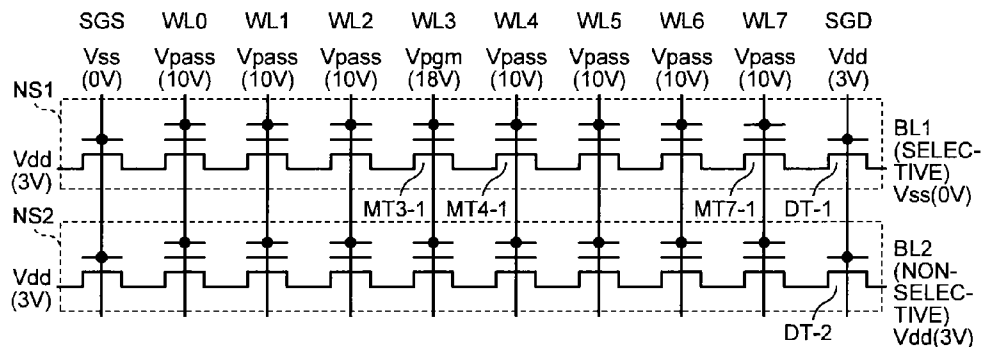 SGS WL0 WL1 WL2 WL3 WL4 WL5 WL6 WL7 SGD
Vss Vpass Vpass Vpass Vpgm Vpass Vpass Vpass Vpass Vdd
(0V) (10V) (10V) (10V) (18V) (10V) (10V) (10V) (10V) (3V)
NS1
BL1
(SELEC-
TIVE)
Vss(0V)
Vdd
(3V)
MT3-1 MT4-1 MT7-1 DT-1
NS2
BL2
(NON-
SELEC-
TIVE)
Vdd(3V)
Vdd
(3V)
DT-2